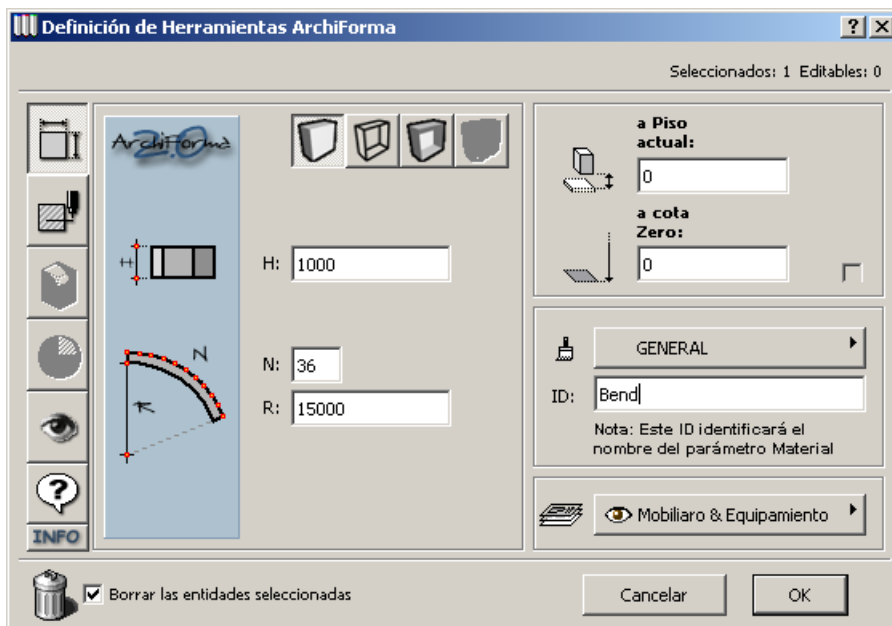 Definición de Herramientas ArchiForma
Seleccionados: 1 Editables: 0
ArchiForma
2.0
H
H: 1000
N
R
N: 36
R: 15000
a Piso
actual:
0
a cota
Zero:
0
GENERAL
ID: Bend
Nota: Este ID identificará el
nombre del parámetro Material
Mobiliaro & Equipamiento
INFO
Borrar las entidades seleccionadas
Cancelar
OK